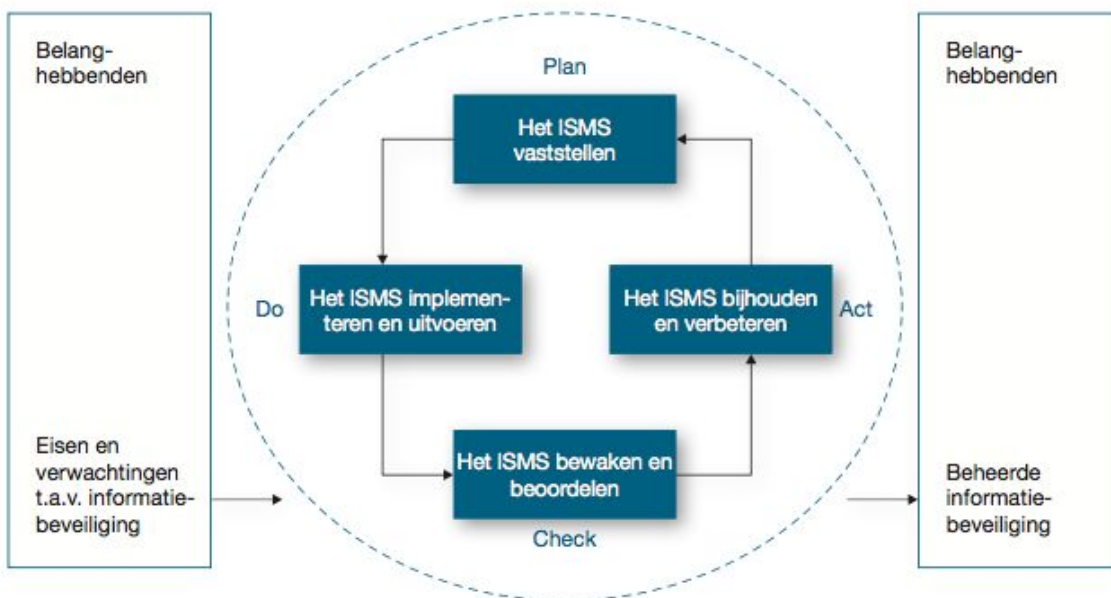 Belang-
hebbenden
Eisen en
verwachtingen
t.a.v. informatie-
beveiliging
Plan
Het ISMS
vaststellen
Do
Het ISMS implemen-
teren en uitvoeren
Het ISMS bijhouden
en verbeteren
Act
Het ISMS bewaken en
beoordelen
Check
Belang-
hebbenden
Beheerde
informatie-
beveiliging